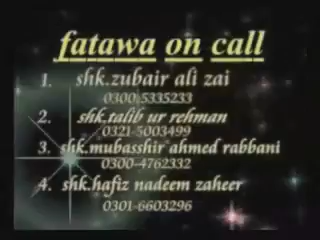 fatawa on call
1. shk.zubair ali zai
0300-5335233
2. shk.talib ur rehman
0321-5003499
3. shk.mubasshir ahmed rabbani
0300-4762332
4. shk.hafiz nadeem zaheer
0301-6603296